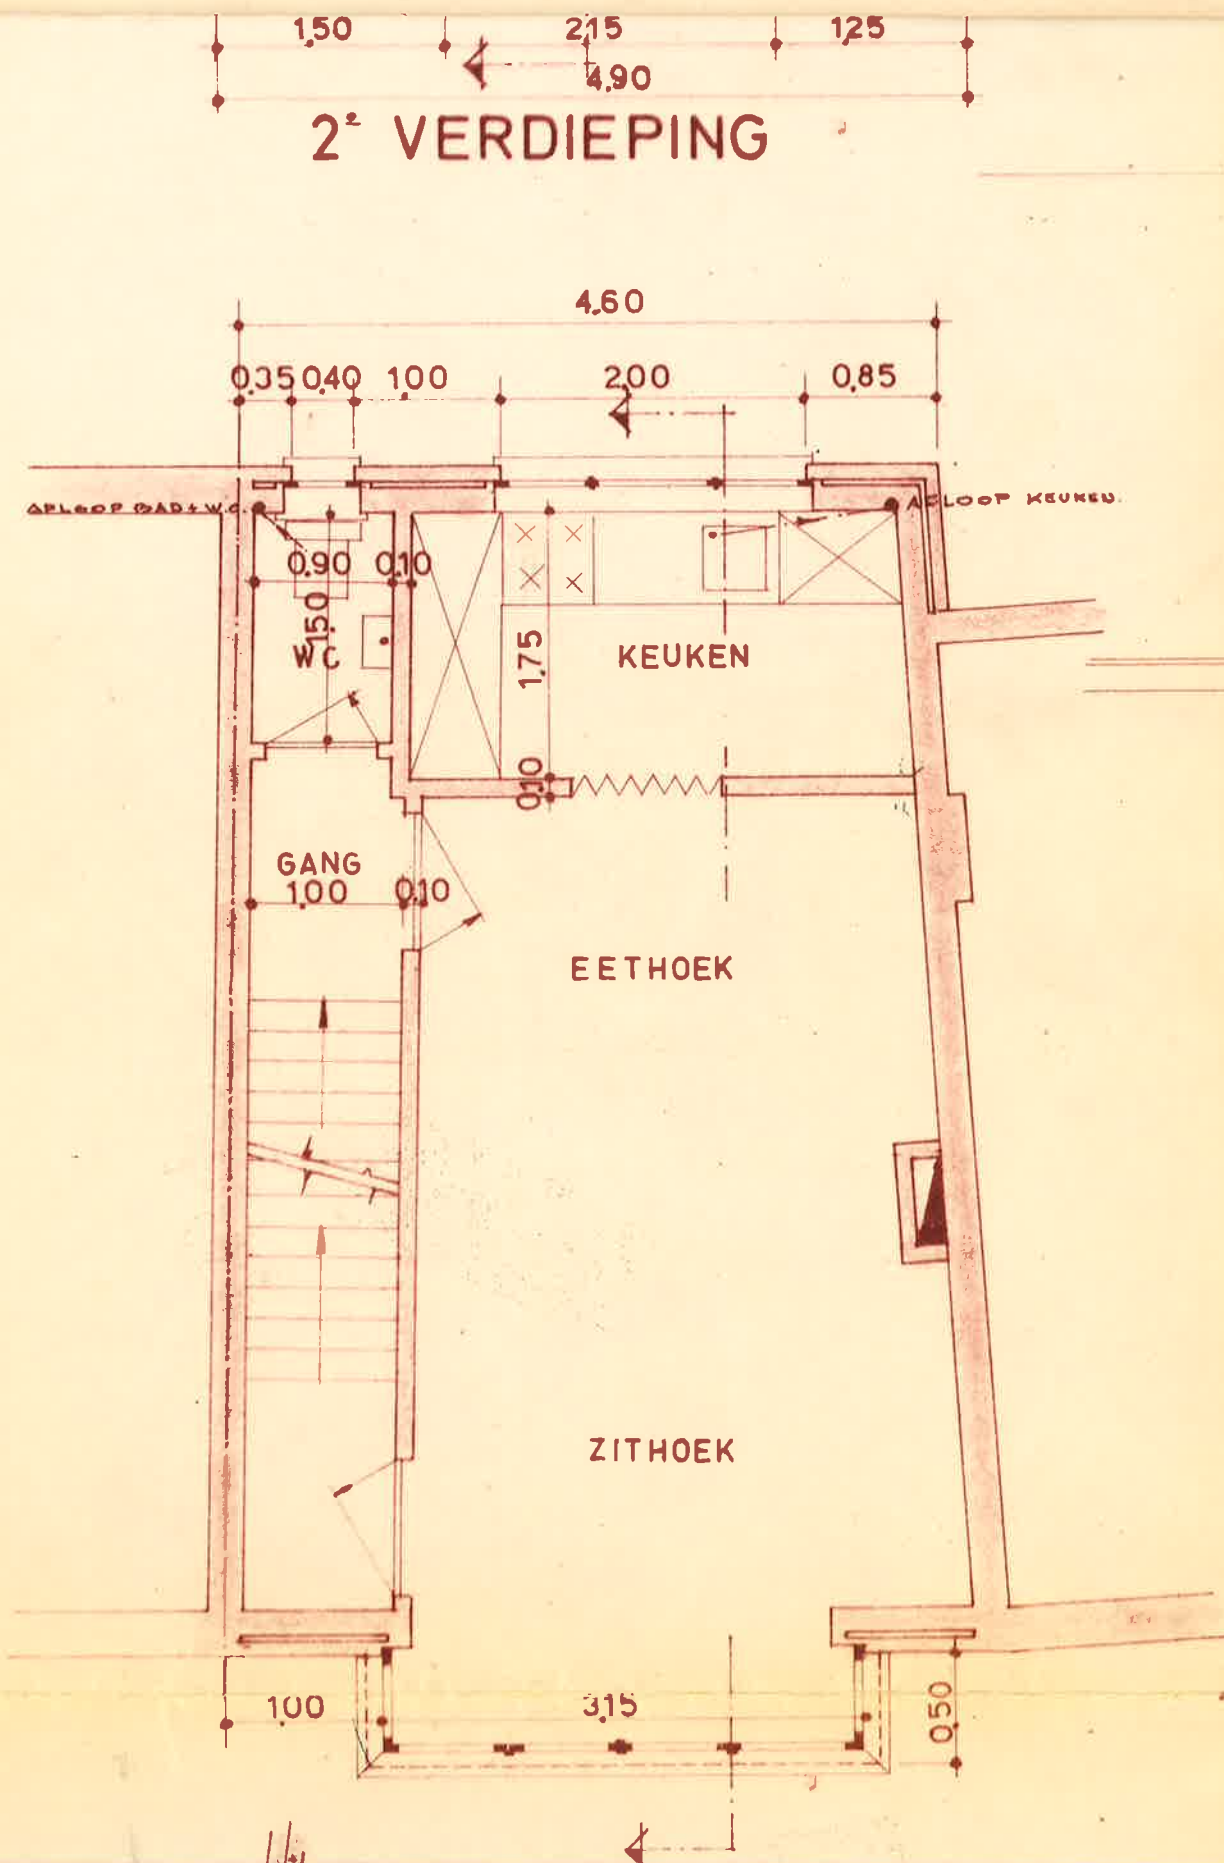 1,50 2,15 1,25
4,90
2e VERDIEPING
4,60
0,35 0,40 1,00 2,00 0,85
AFLOOP BAD + W.C.
AFLOOP KEUKEN.
0,90 0,10
1,50
WC
1,75
KEUKEN
0,10
GANG
1,00 0,10
EETHOEK
ZITHOEK
1,00 3,15
0,50